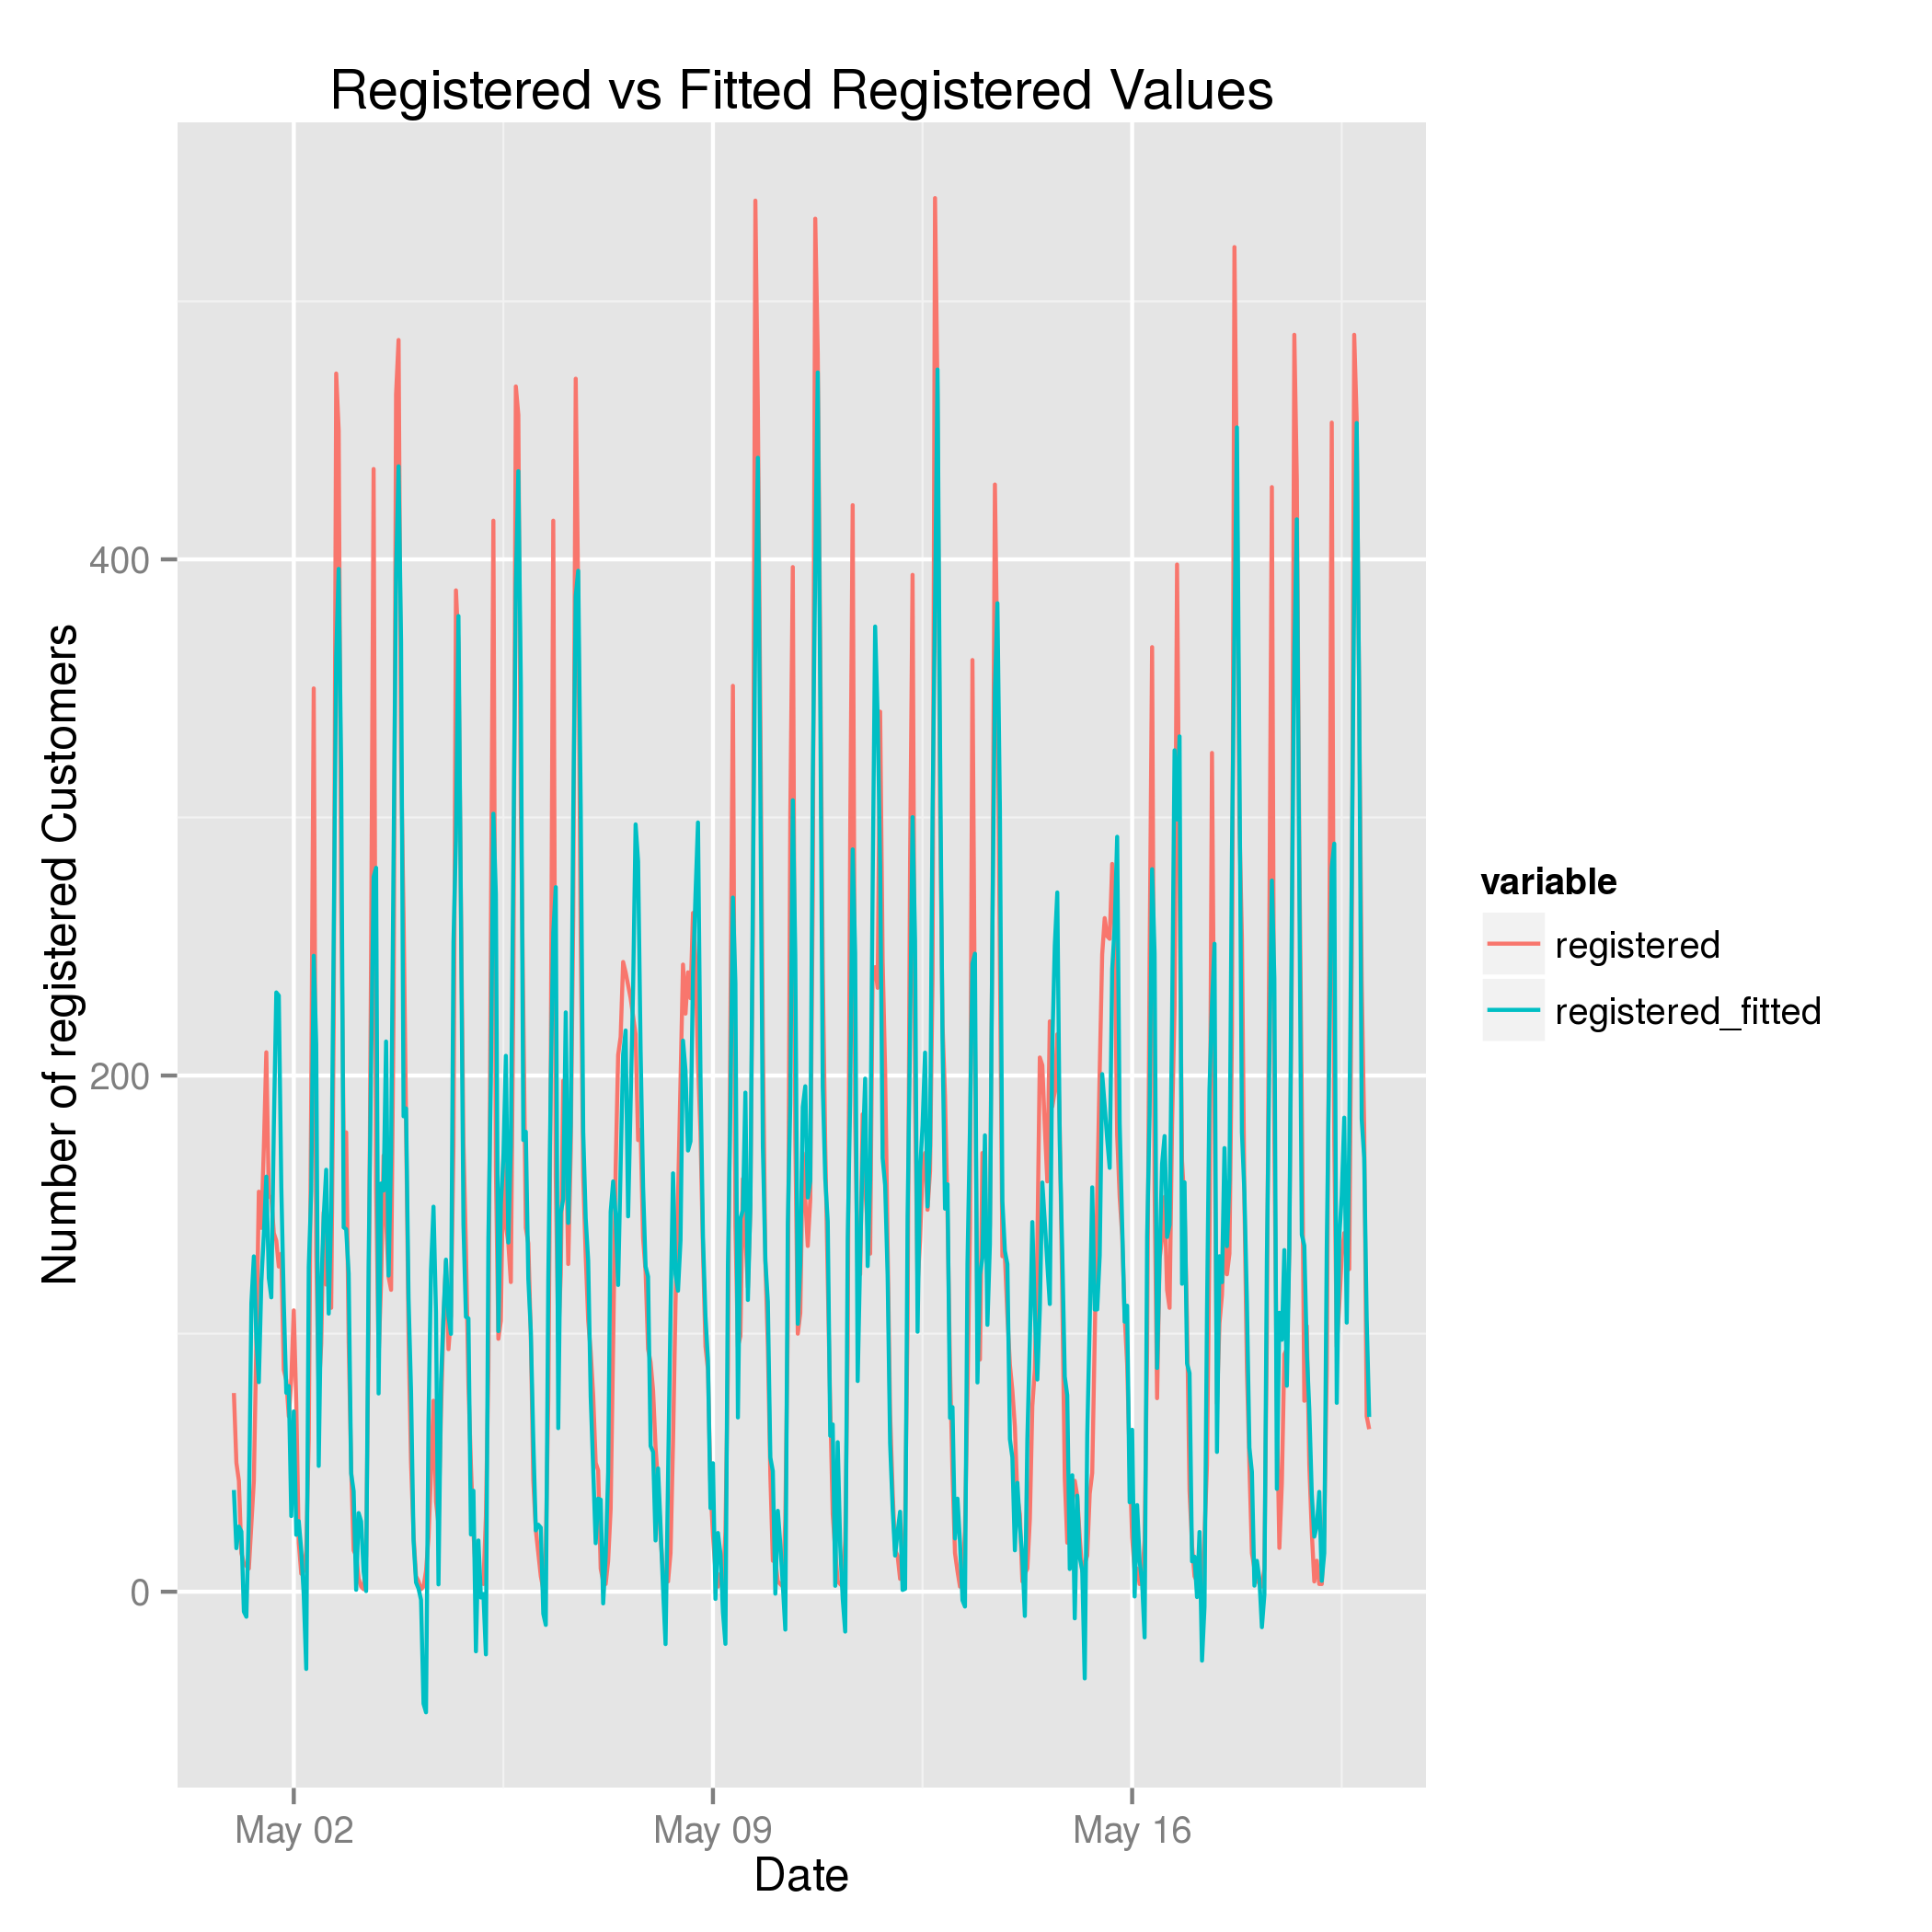 Registered vs Fitted Registered Values
Number of registered Customers
400
200
0
May 02
May 09
May 16
Date
variable
registered
registered_fitted